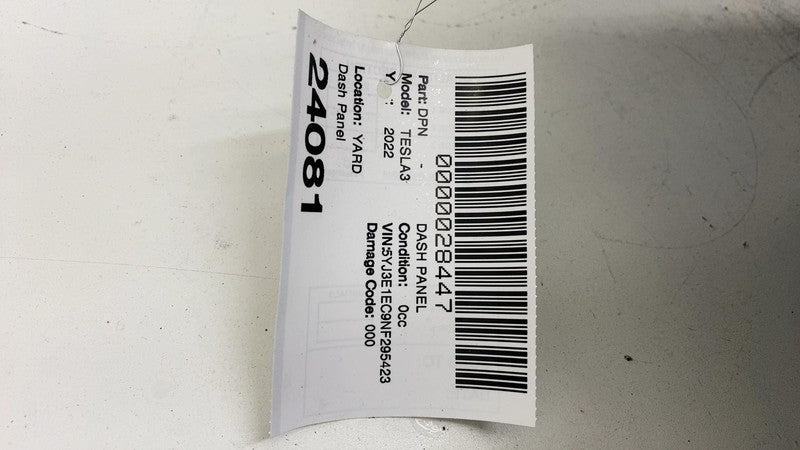 0000028447
Part: DPN - DASH PANEL
Model: TESLA3 Condition: 0cc
2022 VIN:5YJ3E1EC9NF295423
Damage Code: 000
Location: YARD
Dash Panel
24081